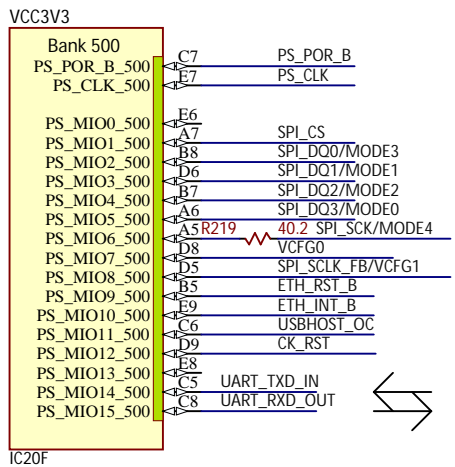 VCC3V3
Bank 500
PS_POR_B_500 C7 PS_POR_B
PS_CLK_500 E7 PS_CLK
PS_MIO0_500 E6
PS_MIO1_500 A7 SPI_CS
PS_MIO2_500 B8 SPI_DQ0/MODE3
PS_MIO3_500 D6 SPI_DQ1/MODE1
PS_MIO4_500 B7 SPI_DQ2/MODE2
PS_MIO5_500 A6 SPI_DQ3/MODE0
PS_MIO6_500 A5 R219 40.2 SPI_SCK/MODE4
PS_MIO7_500 D8 VCFG0
PS_MIO8_500 D5 SPI_SCLK_FB/VCFG1
PS_MIO9_500 B5 ETH_RST_B
PS_MIO10_500 E9 ETH_INT_B
PS_MIO11_500 C6 USBHOST_OC
PS_MIO12_500 D9 CK_RST
PS_MIO13_500 E8
PS_MIO14_500 C5 UART_TXD_IN
PS_MIO15_500 C8 UART_RXD_OUT
IC20F